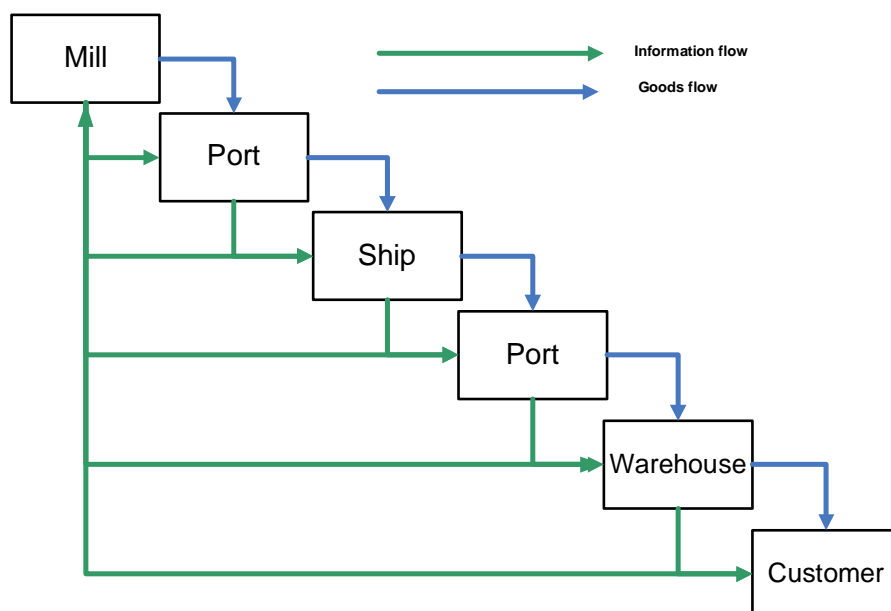 Mill
Information flow
Goods flow
Port
Ship
Port
Warehouse
Customer